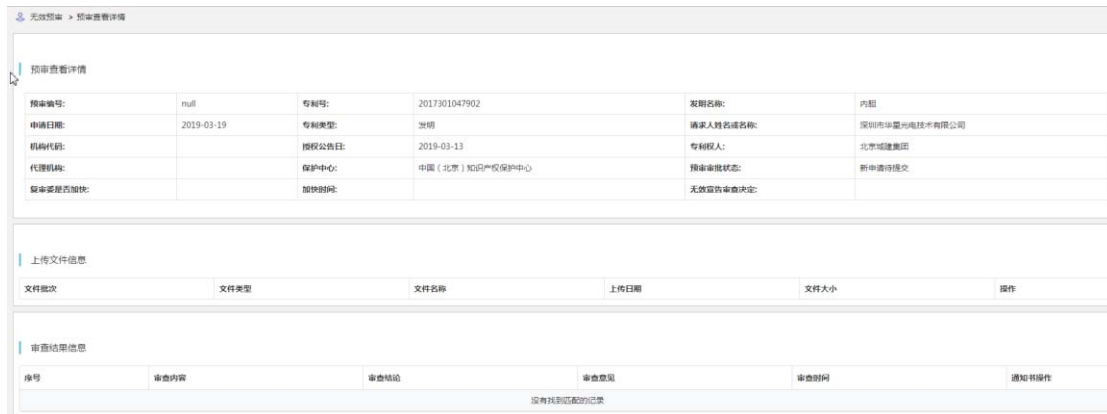 无效预审 > 预审查看详情
预审查看详情
预审编号: null 专利号: 2017301047902 发明名称: 内胆
申请日期: 2019-03-19 专利类型: 发明 请求人姓名或名称: 深圳市华星光电技术有限公司
机构代码: 授权公告日: 2019-03-13 专利权人: 北京城建集团
代理机构: 保护中心: 中国（北京）知识产权保护中心 预审审批状态: 新申请待提交
复审委是否加快: 加快时间: 无效宣告审查决定:
上传文件信息
文件批次 文件类型 文件名称 上传日期 文件大小 操作
审查结果信息
序号 审查内容 审查结论 审查意见 审查时间 通知书操作
没有找到匹配的记录